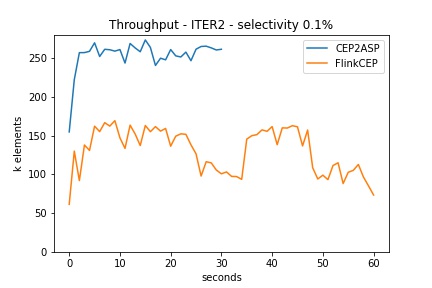 Throughput - ITER2 - selectivity 0.1%
CEP2ASP
FlinkCEP
k elements
250
200
150
100
50
0
0 10 20 30 40 50 60
seconds